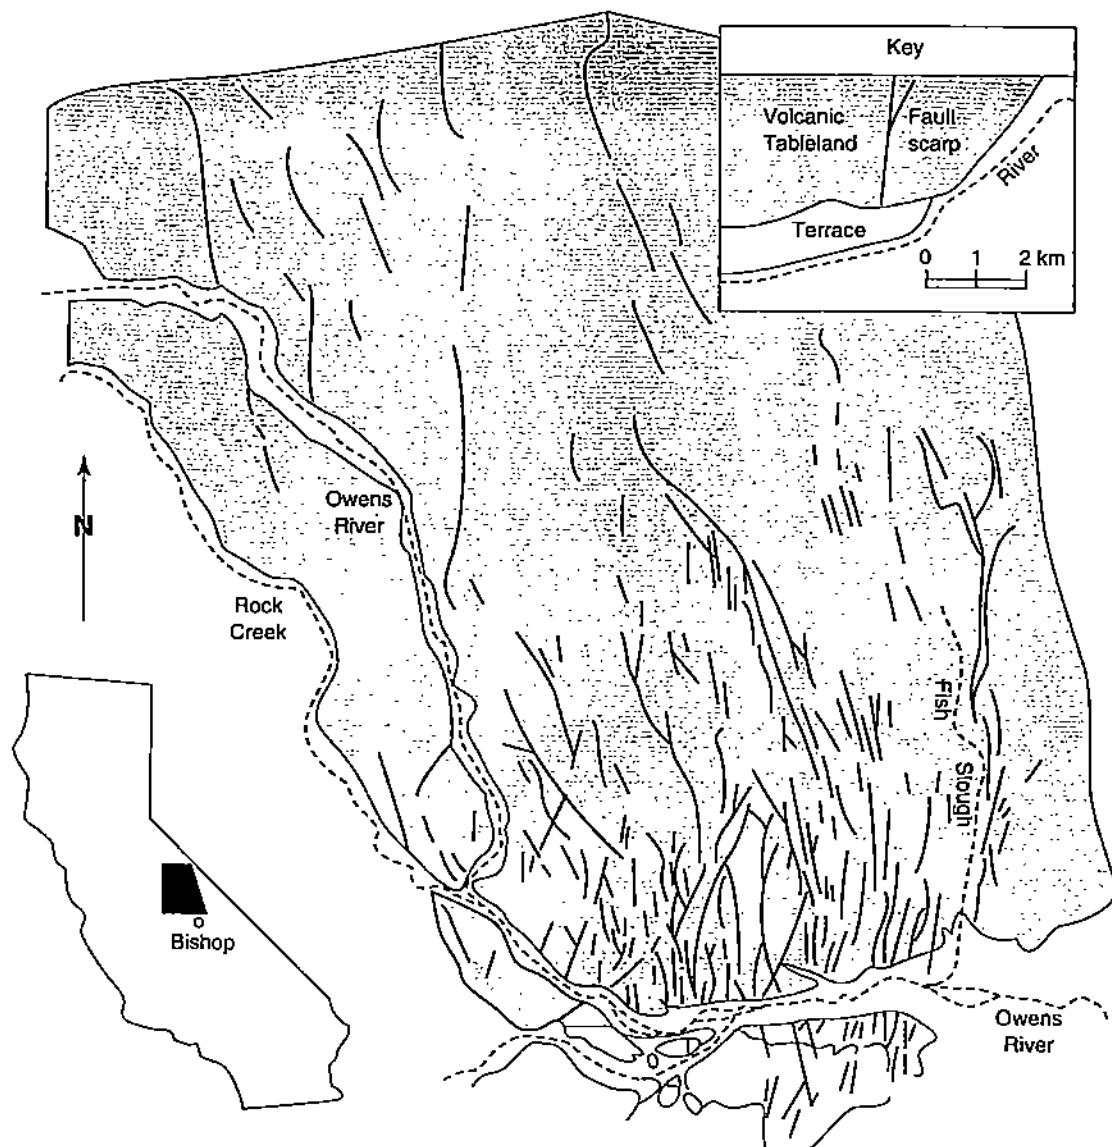 Key
Volcanic
Tableland
Fault
scarp
River
Terrace
0 1 2 km
Owens
River
N
Rock
Creek
Fish
Slough
Bishop
Owens
River